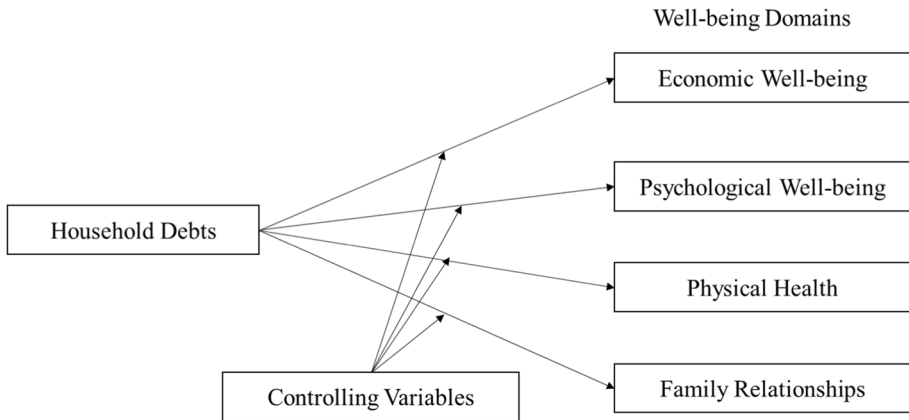 Well-being Domains
Economic Well-being
Psychological Well-being
Household Debts
Physical Health
Family Relationships
Controlling Variables